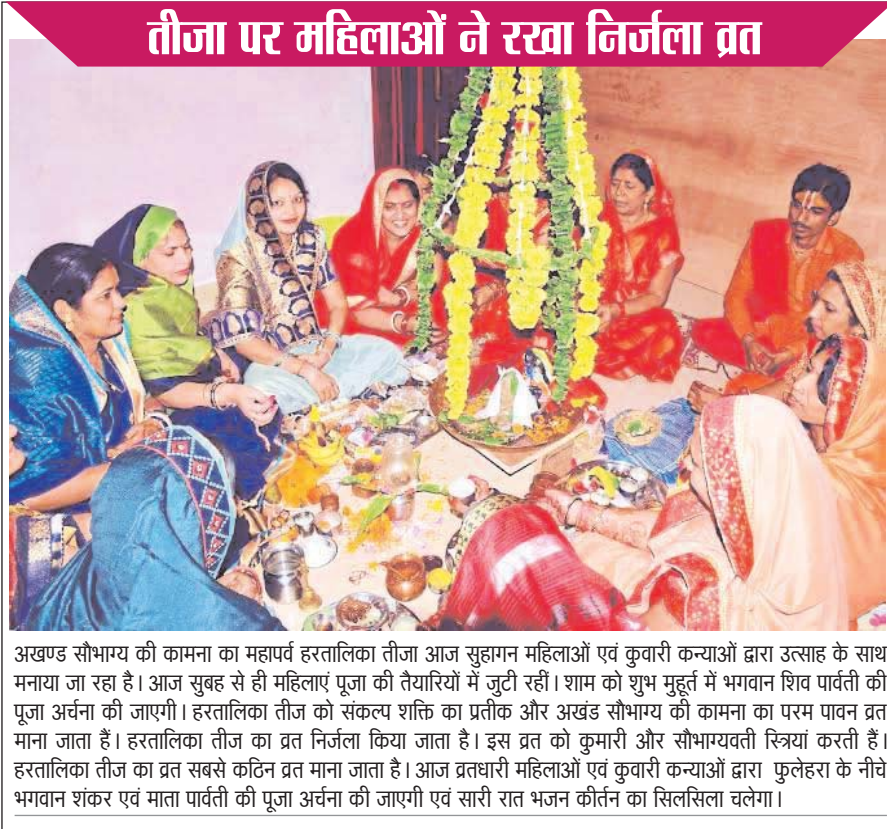 तीजा पर महिलाओं ने रखा निर्जला व्रत
अखण्ड सौभाग्य की कामना का महापर्व हरतालिका तीजा आज सुहागन महिलाओं एवं कुवारी कन्याओं द्वारा उत्साह के साथ
मनाया जा रहा है। आज सुबह से ही महिलाएं पूजा की तैयारियों में जुटी रहीं। शाम को शुभ मुहूर्त में भगवान शिव पार्वती की
पूजा अर्चना की जाएगी। हरतालिका तीज को संकल्प शक्ति का प्रतीक और अखंड सौभाग्य की कामना का परम पावन व्रत
माना जाता हैं। हरतालिका तीज का व्रत निर्जला किया जाता है। इस व्रत को कुमारी और सौभाग्यवती स्त्रियां करती हैं।
हरतालिका तीज का व्रत सबसे कठिन व्रत माना जाता है। आज व्रतधारी महिलाओं एवं कुवारी कन्याओं द्वारा फुलेहरा के नीचे
भगवान शंकर एवं माता पार्वती की पूजा अर्चना की जाएगी एवं सारी रात भजन कीर्तन का सिलसिला चलेगा।